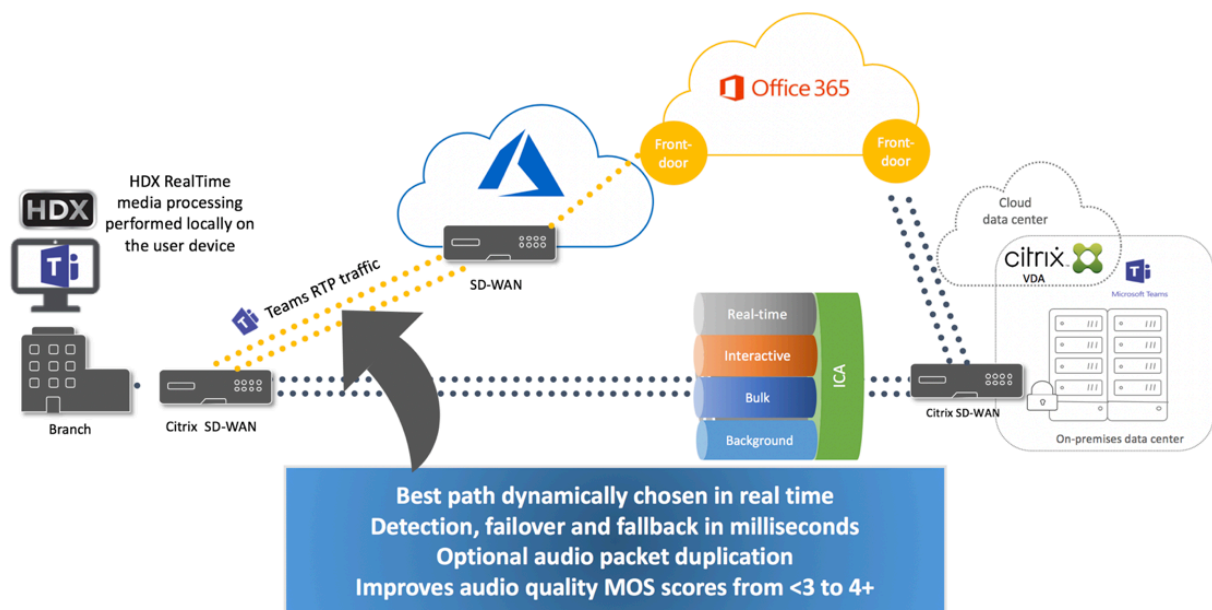 Office 365
Front-
door
Front-
door
HDX
HDX RealTime
media processing
performed locally on
the user device
Cloud
data center
citrix
VDA
Microsoft Teams
SD-WAN
Teams RTP traffic
Real-time
Interactive
Bulk
Background
ICA
Branch
Citrix SD-WAN
Citrix SD-WAN
On-premises data center
Best path dynamically chosen in real time
Detection, failover and fallback in milliseconds
Optional audio packet duplication
Improves audio quality MOS scores from <3 to 4+